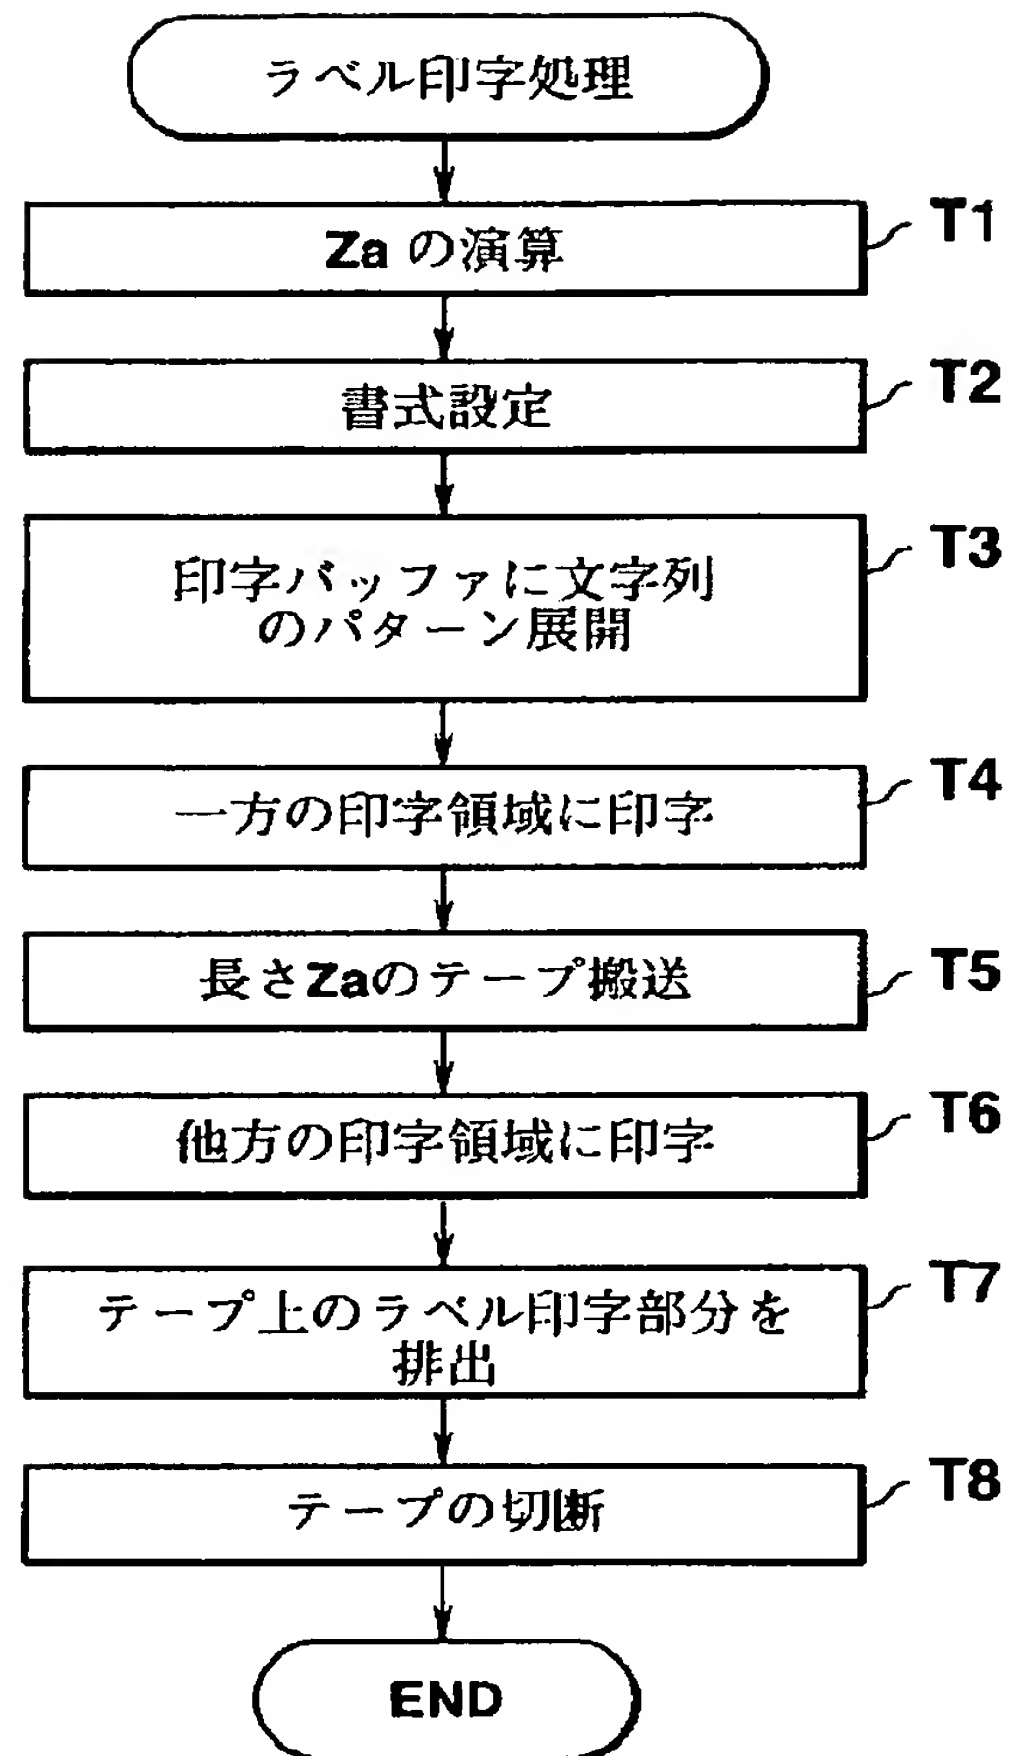 ラベル印字処理
Za の演算
T1
書式設定
T2
印字バッファに文字列
のパターン展開
T3
一方の印字領域に印字
T4
長さZaのテープ搬送
T5
他方の印字領域に印字
T6
テープ上のラベル印字部分を
排出
T7
テープの切断
T8
END